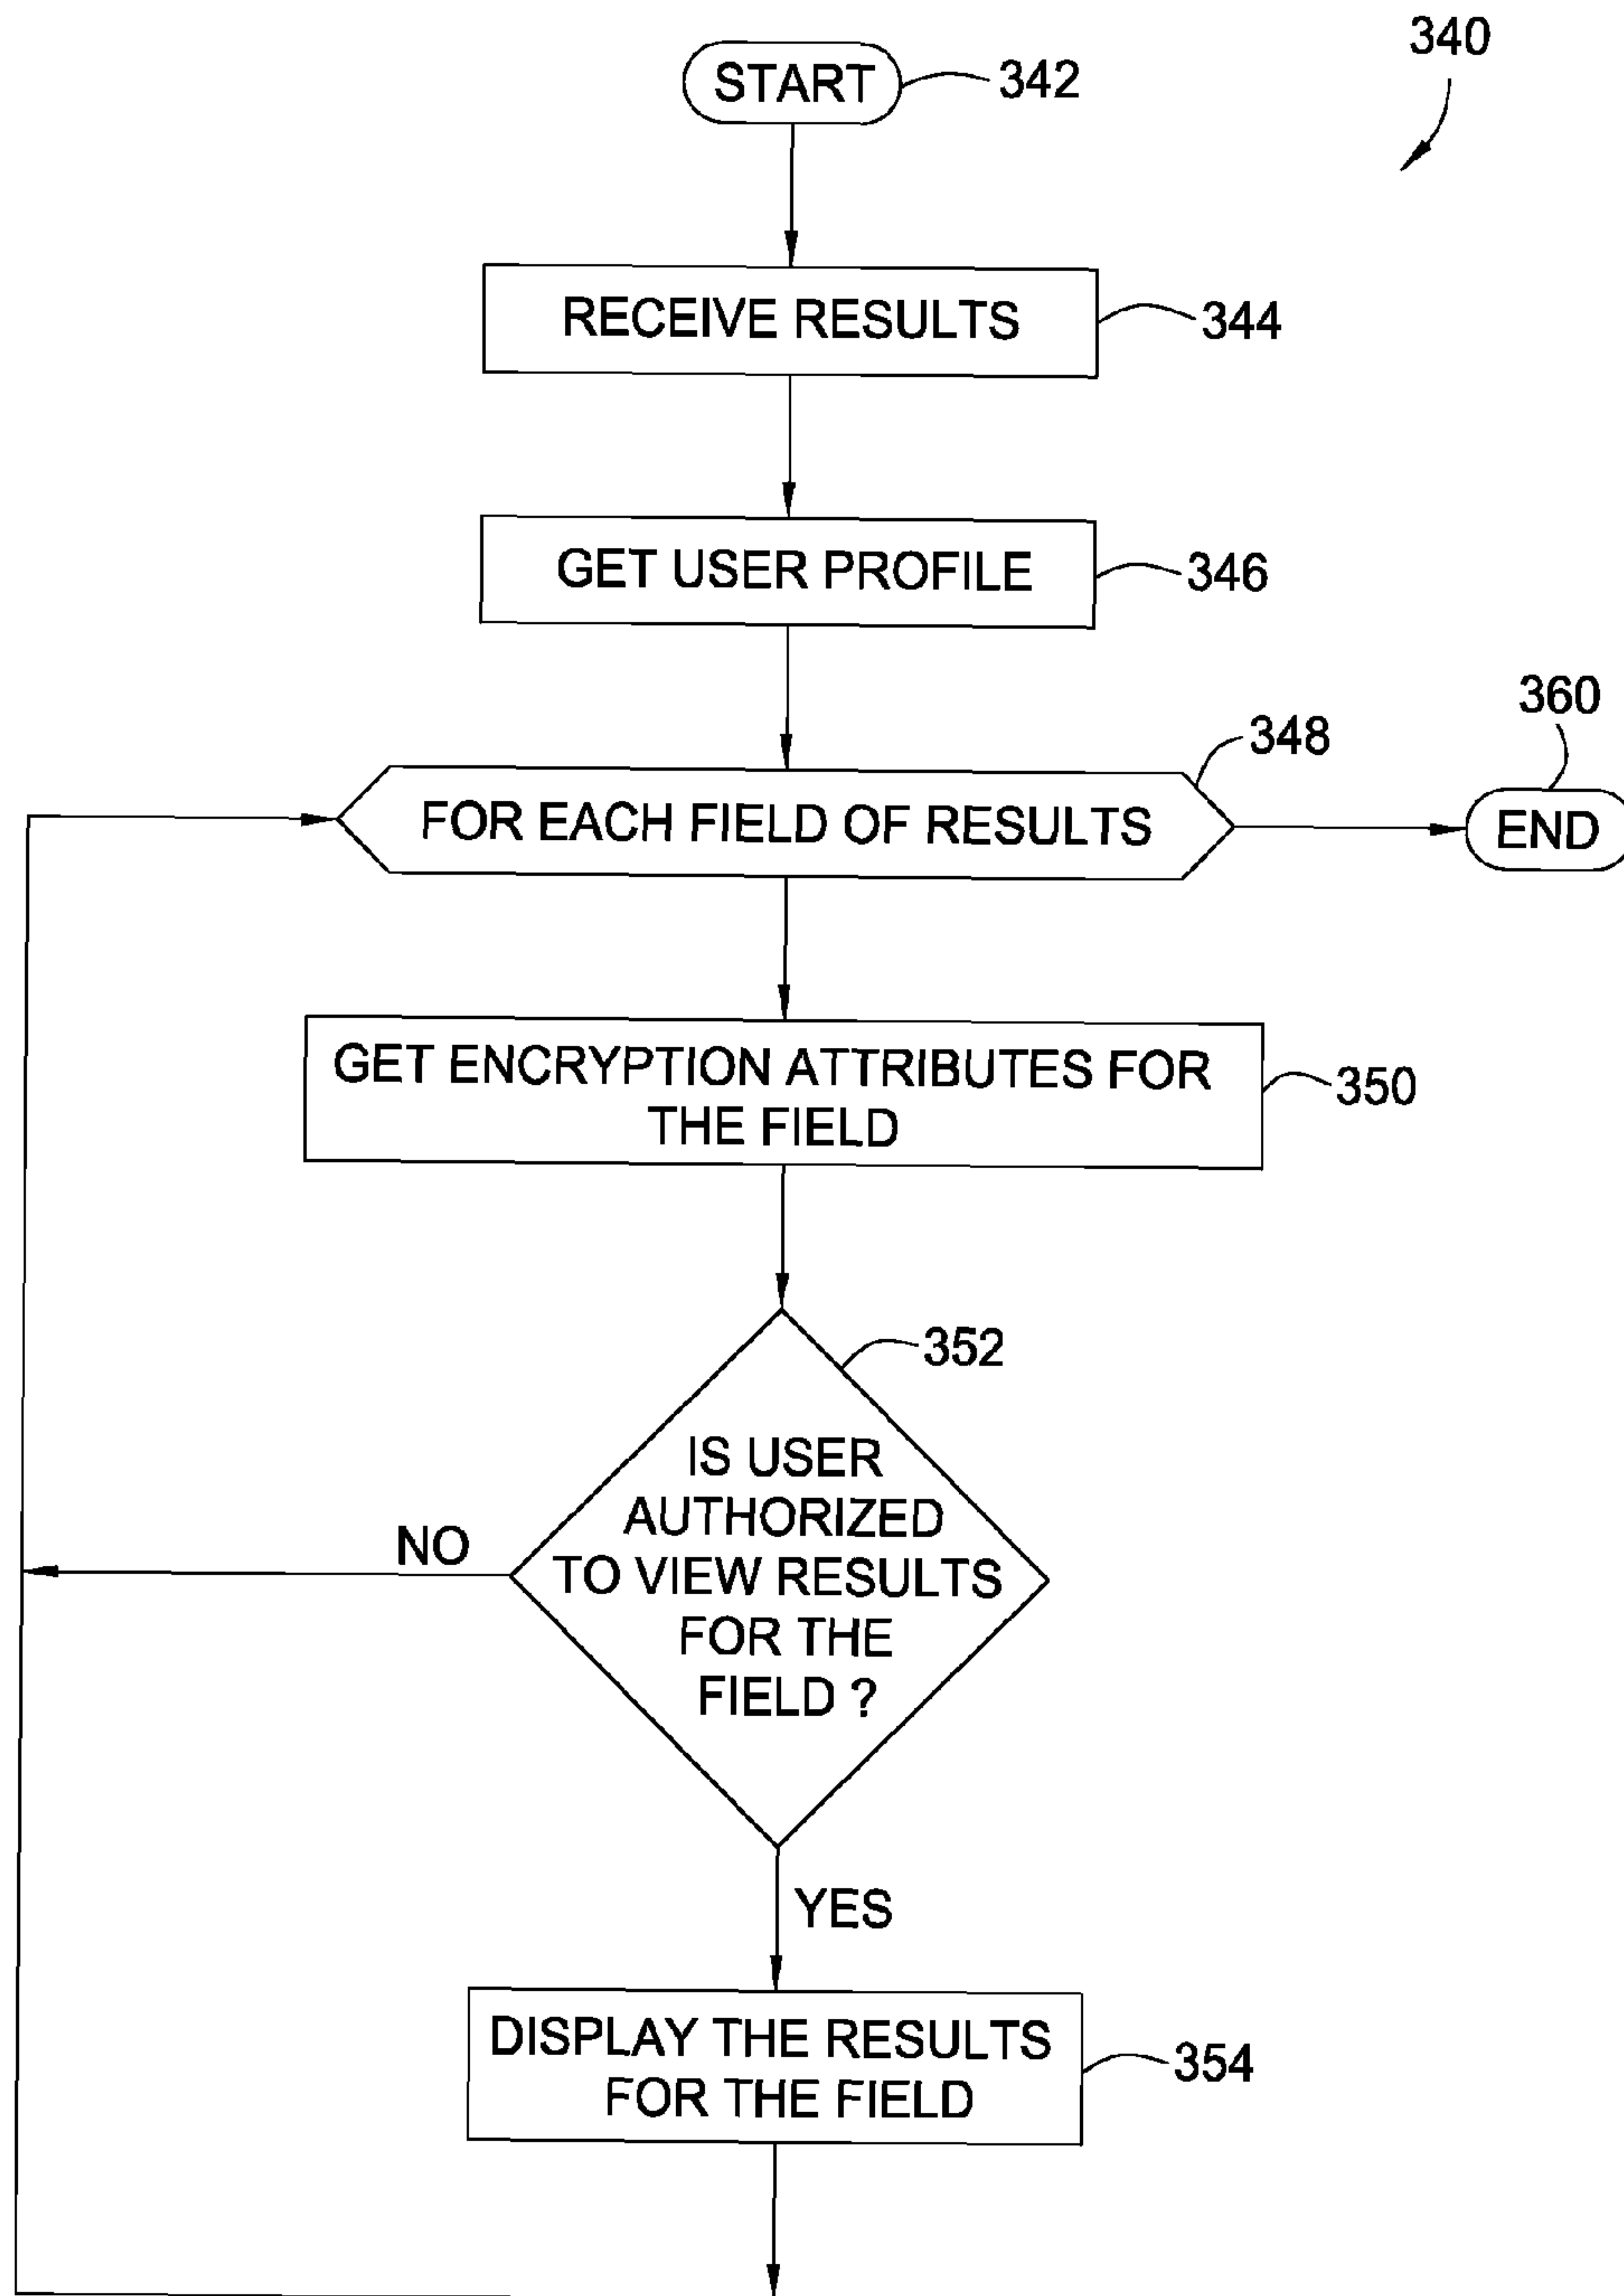 340
START
342
RECEIVE RESULTS
344
GET USER PROFILE
346
360
348
FOR EACH FIELD OF RESULTS
END
GET ENCRYPTION ATTRIBUTES FOR
THE FIELD
350
352
IS USER
AUTHORIZED
TO VIEW RESULTS
FOR THE
FIELD ?
NO
YES
DISPLAY THE RESULTS
FOR THE FIELD
354